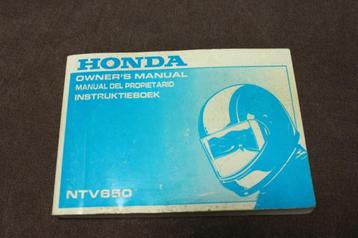 HONDA
OWNER'S MANUAL
MANUAL DEL PROPIETARIO
INSTRUKTIEBOEK
NTV650